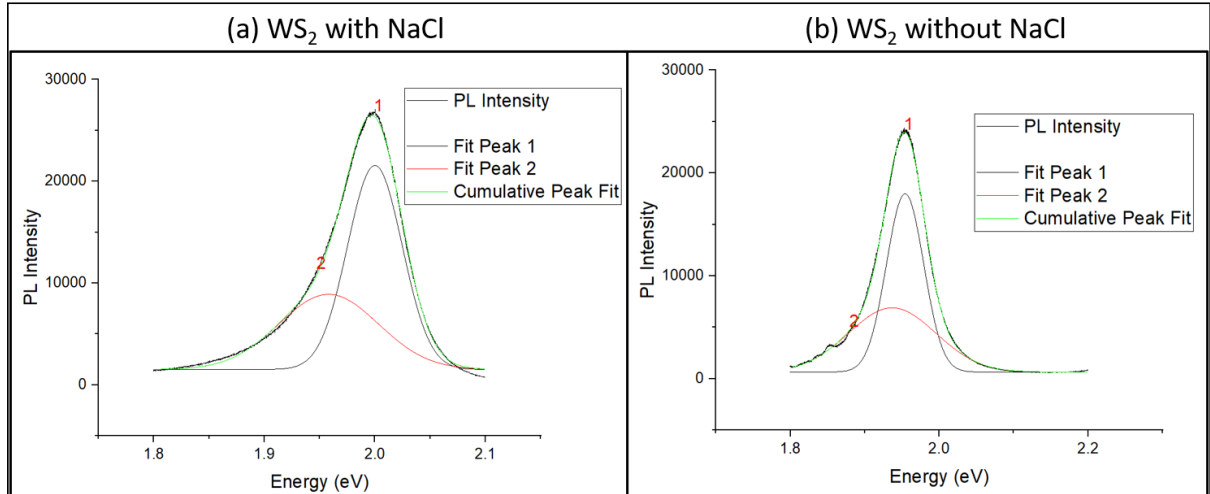 (a) WS₂ with NaCl
30000
20000
10000
0
PL Intensity
1.8
1.9
2.0
2.1
Energy (eV)
1
2
PL Intensity
Fit Peak 1
Fit Peak 2
Cumulative Peak Fit
(b) WS₂ without NaCl
30000
20000
10000
0
PL Intensity
1.8
2.0
2.2
Energy (eV)
1
2
PL Intensity
Fit Peak 1
Fit Peak 2
Cumulative Peak Fit